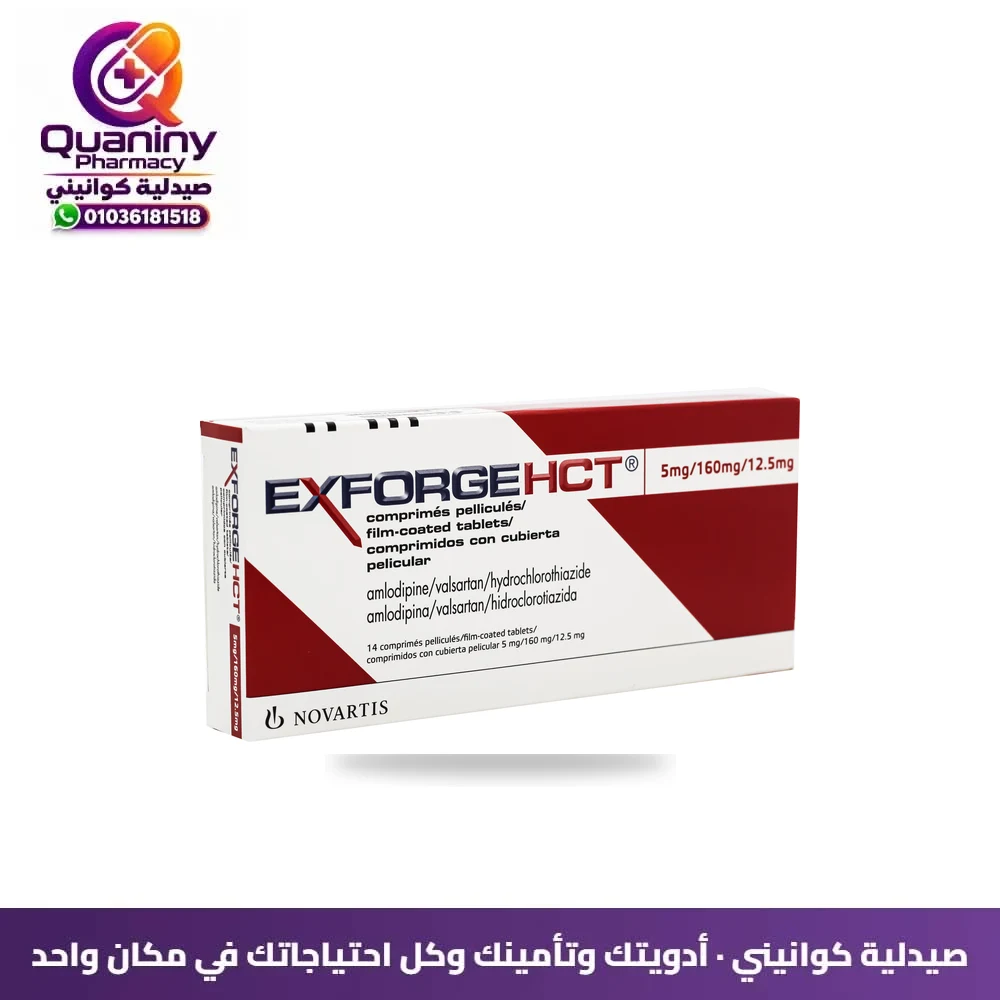 Quaniny
Pharmacy
صيدلية كوانيني
01036181518
EXFORGEHCT®
5mg/160mg/12.5mg
comprimés pelliculés/
film-coated tablets/
comprimidos con cubierta
pelicular
amlodipine/valsartan/hydrochlorothiazide
amlodipina/valsartan/hidroclorotiazida
14 comprimés pelliculés/film-coated tablets/
comprimidos con cubierta pelicular 5 mg/160 mg/12.5 mg
NOVARTIS
EXFORGEHCT®
5mg/160mg/12.5mg
صيدلية كوانيني · أدويتك وتأمينك وكل احتياجاتك في مكان واحد